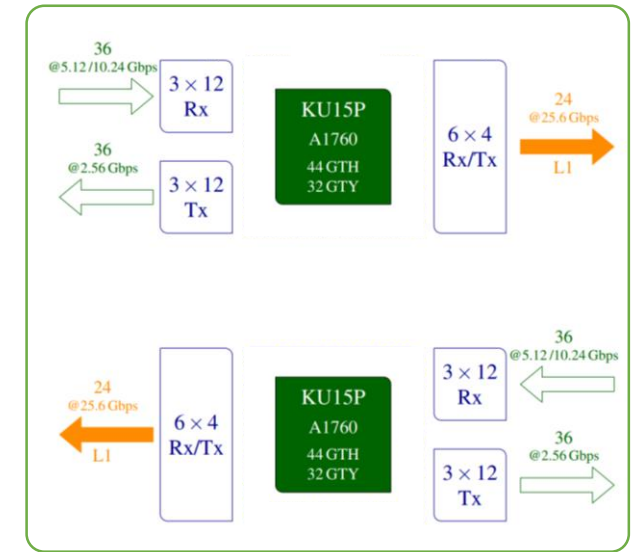 36
@5.12/10.24 Gbps
3 × 12
Rx
36
@2.56 Gbps
3 × 12
Tx
KU15P
A1760
44 GTH
32 GTY
6 × 4
Rx/Tx
24
@25.6 Gbps
L1
24
@25.6 Gbps
L1
6 × 4
Rx/Tx
KU15P
A1760
44 GTH
32 GTY
3 × 12
Rx
36
@5.12/10.24 Gbps
3 × 12
Tx
36
@2.56 Gbps